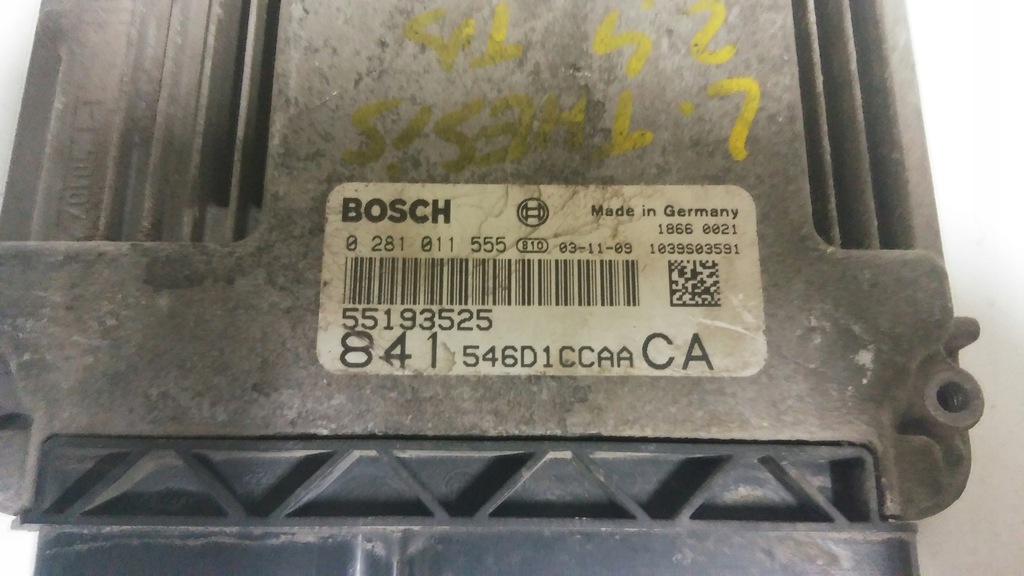 2,4 TD
L. THESIS
BOSCH Made in Germany
1866 0021
0 281 011 555 810 03-11-09 1039S03591
55193525
841 546D1CCAA CA